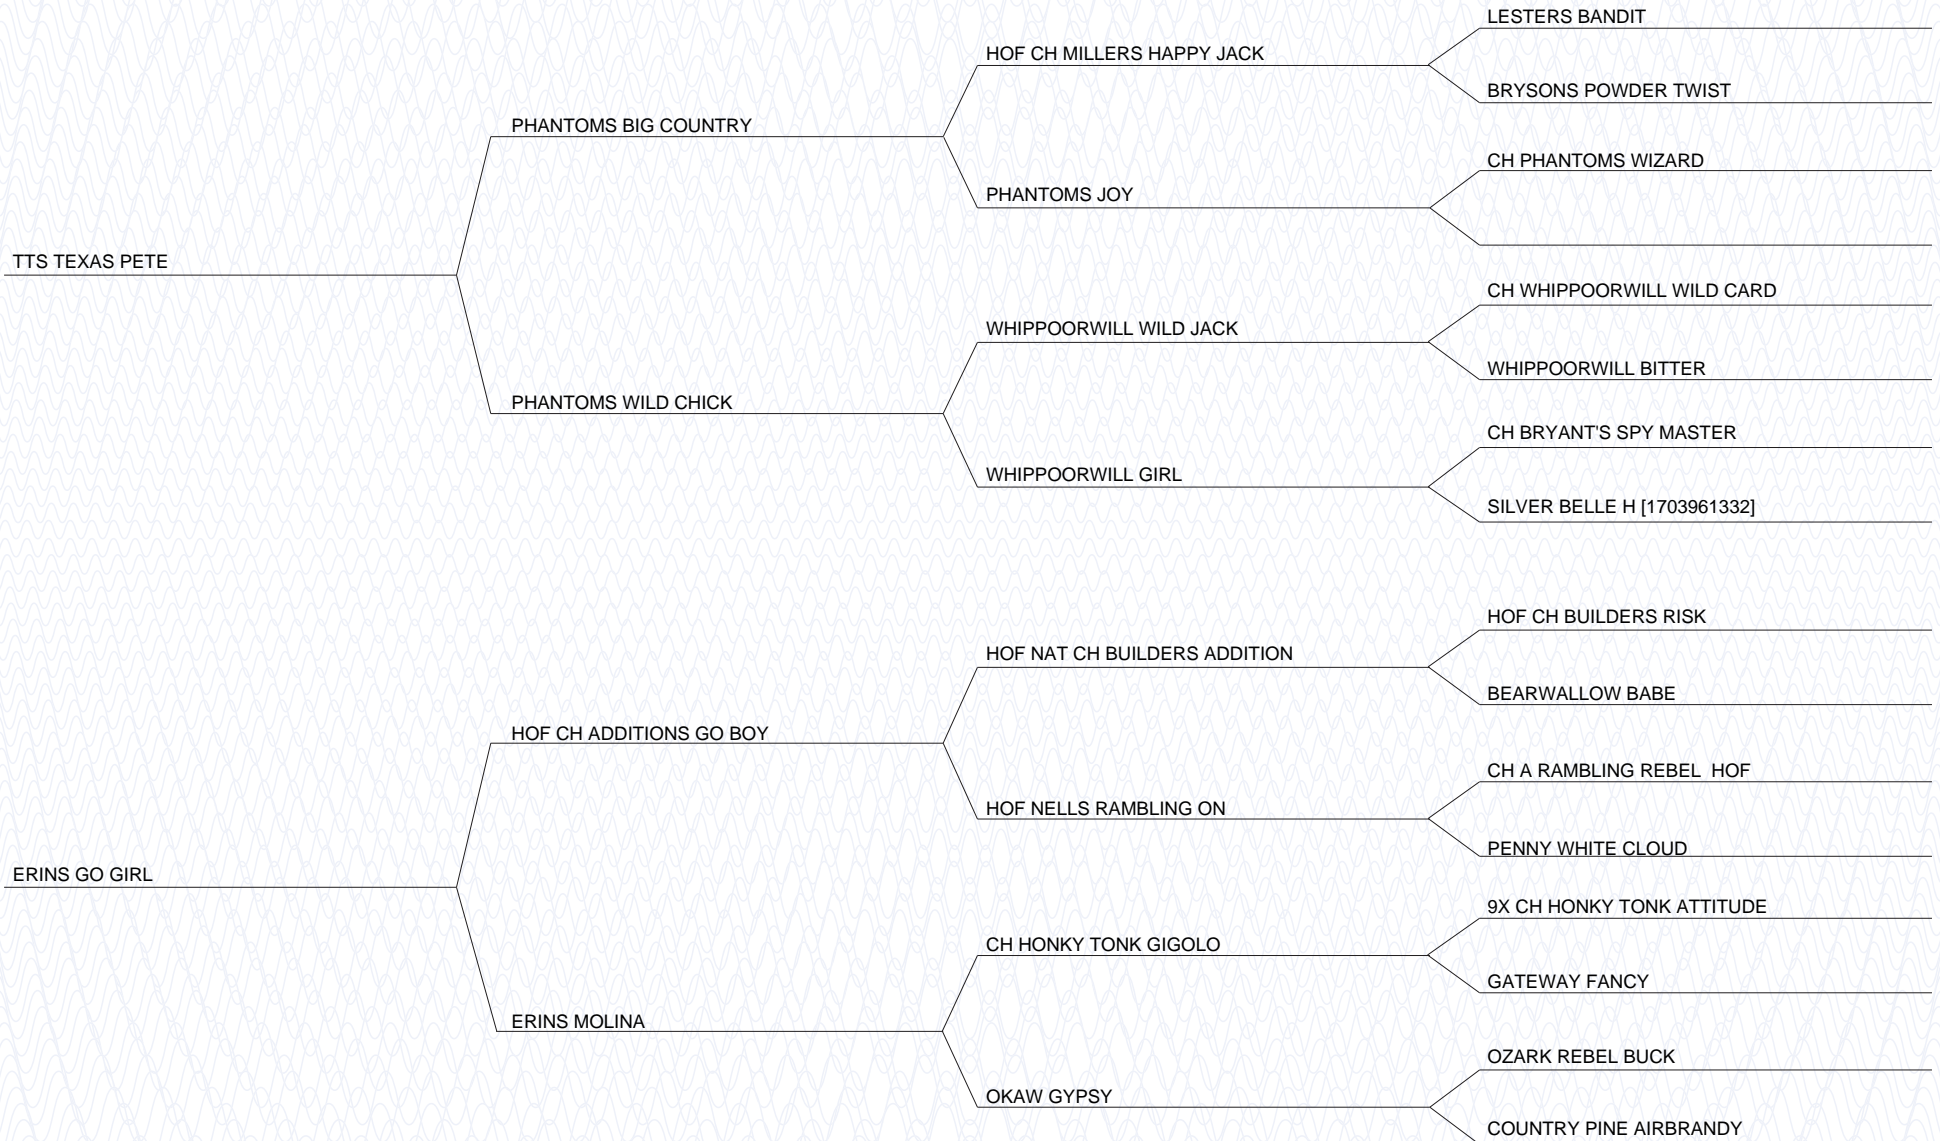 LESTERS BANDIT
HOF CH MILLERS HAPPY JACK
BRYSONS POWDER TWIST
PHANTOMS BIG COUNTRY
CH PHANTOMS WIZARD
PHANTOMS JOY
TTS TEXAS PETE
CH WHIPPOORWILL WILD CARD
WHIPPOORWILL WILD JACK
WHIPPOORWILL BITTER
PHANTOMS WILD CHICK
CH BRYANT'S SPY MASTER
WHIPPOORWILL GIRL
SILVER BELLE H [1703961332]
HOF CH BUILDERS RISK
HOF NAT CH BUILDERS ADDITION
BEARWALLOW BABE
HOF CH ADDITIONS GO BOY
CH A RAMBLING REBEL  HOF
HOF NELLS RAMBLING ON
PENNY WHITE CLOUD
ERINS GO GIRL
9X CH HONKY TONK ATTITUDE
CH HONKY TONK GIGOLO
GATEWAY FANCY
ERINS MOLINA
OZARK REBEL BUCK
OKAW GYPSY
COUNTRY PINE AIRBRANDY